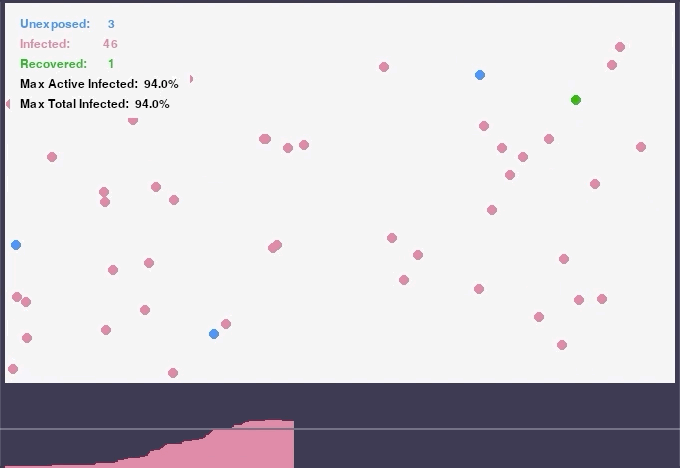 Unexposed: 3
Infected: 46
Recovered: 1
Max Active Infected: 94.0%
Max Total Infected: 94.0%